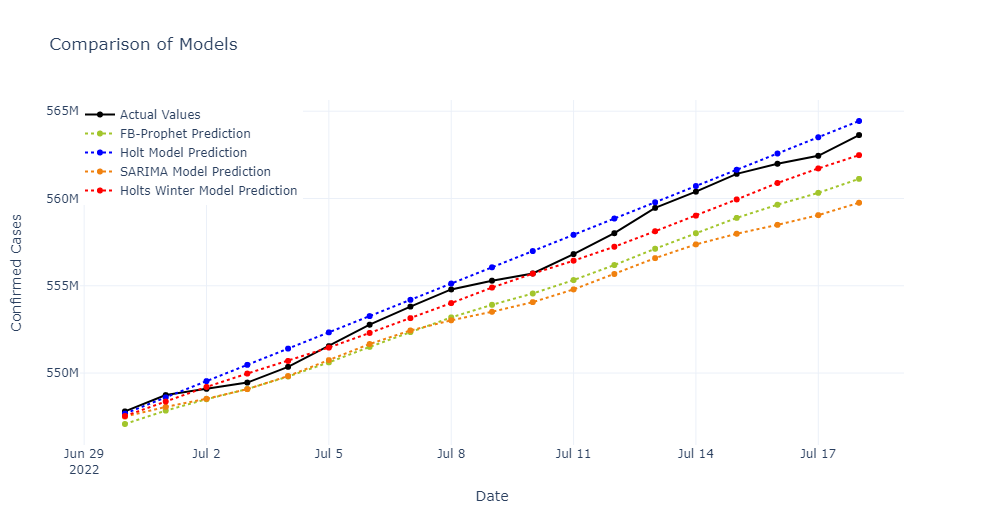 Comparison of Models
565M
560M
555M
550M
Confirmed Cases
Actual Values
FB-Prophet Prediction
Holt Model Prediction
SARIMA Model Prediction
Holts Winter Model Prediction
Jun 29
2022
Jul 2
Jul 5
Jul 8
Jul 11
Jul 14
Jul 17
Date